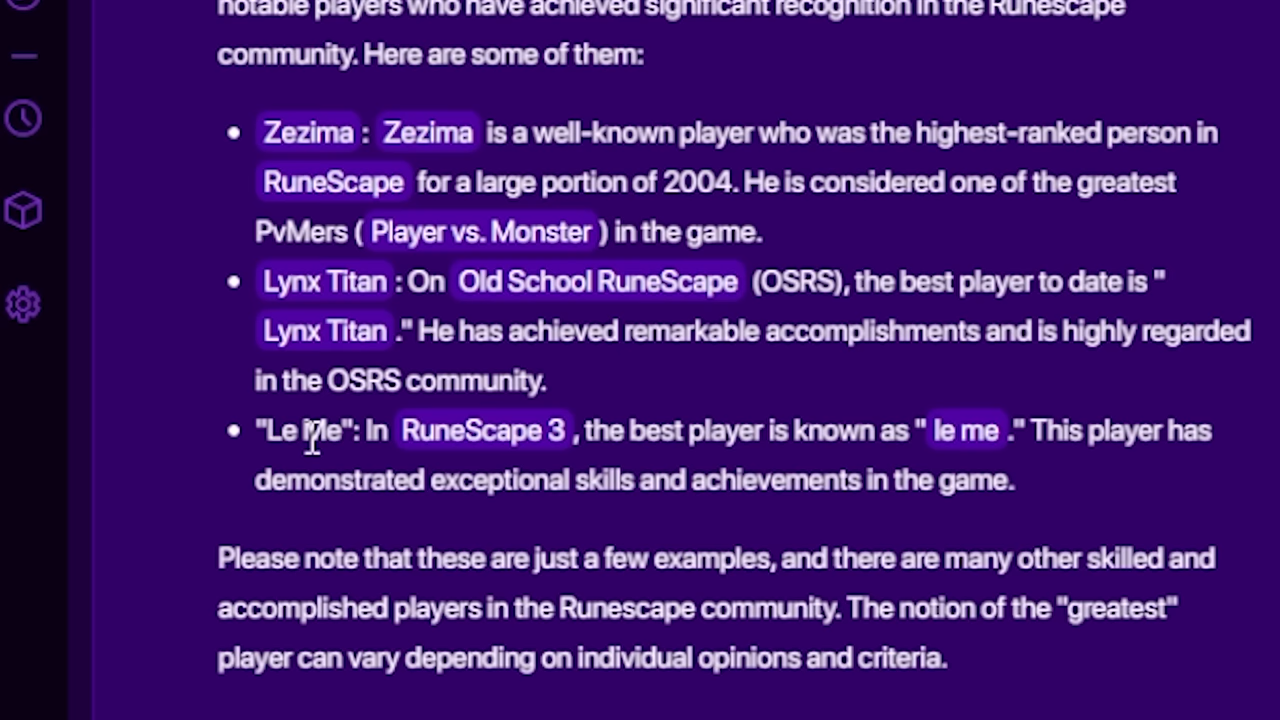 notable players who have achieved significant recognition in the Runescape
community. Here are some of them:
• Zezima : Zezima is a well-known player who was the highest-ranked person in
RuneScape for a large portion of 2004. He is considered one of the greatest
PvMers ( Player vs. Monster ) in the game.
• Lynx Titan : On Old School RuneScape (OSRS), the best player to date is "
Lynx Titan ." He has achieved remarkable accomplishments and is highly regarded
in the OSRS community.
• "Le Me": In RuneScape 3 , the best player is known as " le me ." This player has
demonstrated exceptional skills and achievements in the game.
Please note that these are just a few examples, and there are many other skilled and
accomplished players in the Runescape community. The notion of the "greatest"
player can vary depending on individual opinions and criteria.